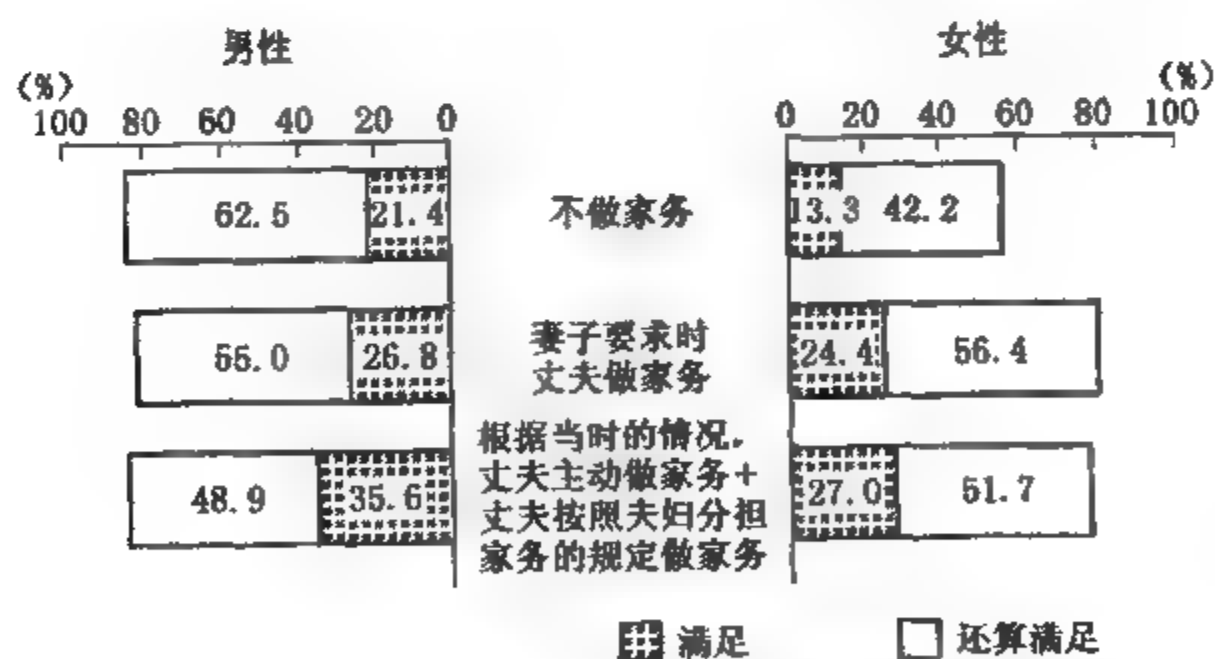 男性
女性
(%)
(%)
100 80 60 40 20 0
0 20 40 60 80 100
62.5 21.4
不做家务
13.3 42.2
55.0 26.8
妻子要求时
丈夫做家务
24.4 56.4
48.9 35.6
根据当时的情况，
丈夫主动做家务+
丈夫按照夫妇分担
家务的规定做家务
27.0 51.7
满足
还算满足